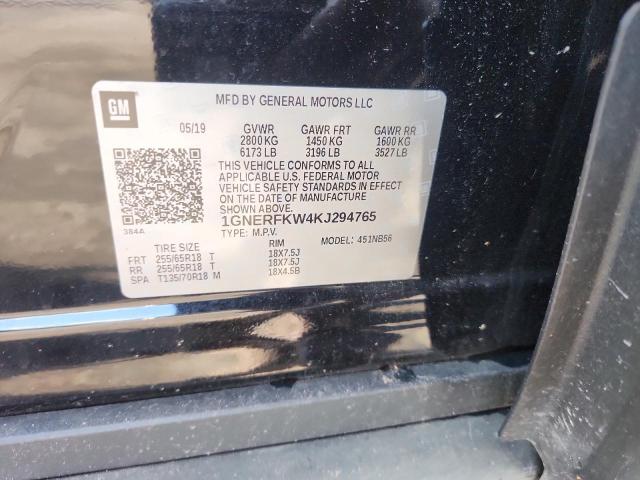 GM
MFD BY GENERAL MOTORS LLC
05/19 GVWR GAWR FRT GAWR RR
2800 KG 1450 KG 1600 KG
6173 LB 3196 LB 3527 LB
THIS VEHICLE CONFORMS TO ALL
APPLICABLE U.S. FEDERAL MOTOR
VEHICLE SAFETY STANDARDS IN EFFECT
ON THE DATE OF MANUFACTURE
SHOWN ABOVE.
1GNERFKW4KJ294765
TYPE: M.P.V. 451NB56
384A
TIRE SIZE RIM
FRT 255/65R18 T 18X7.5J
RR 255/65R18 T 18X7.5J
SPA T135/70R18 M 18X4.5B